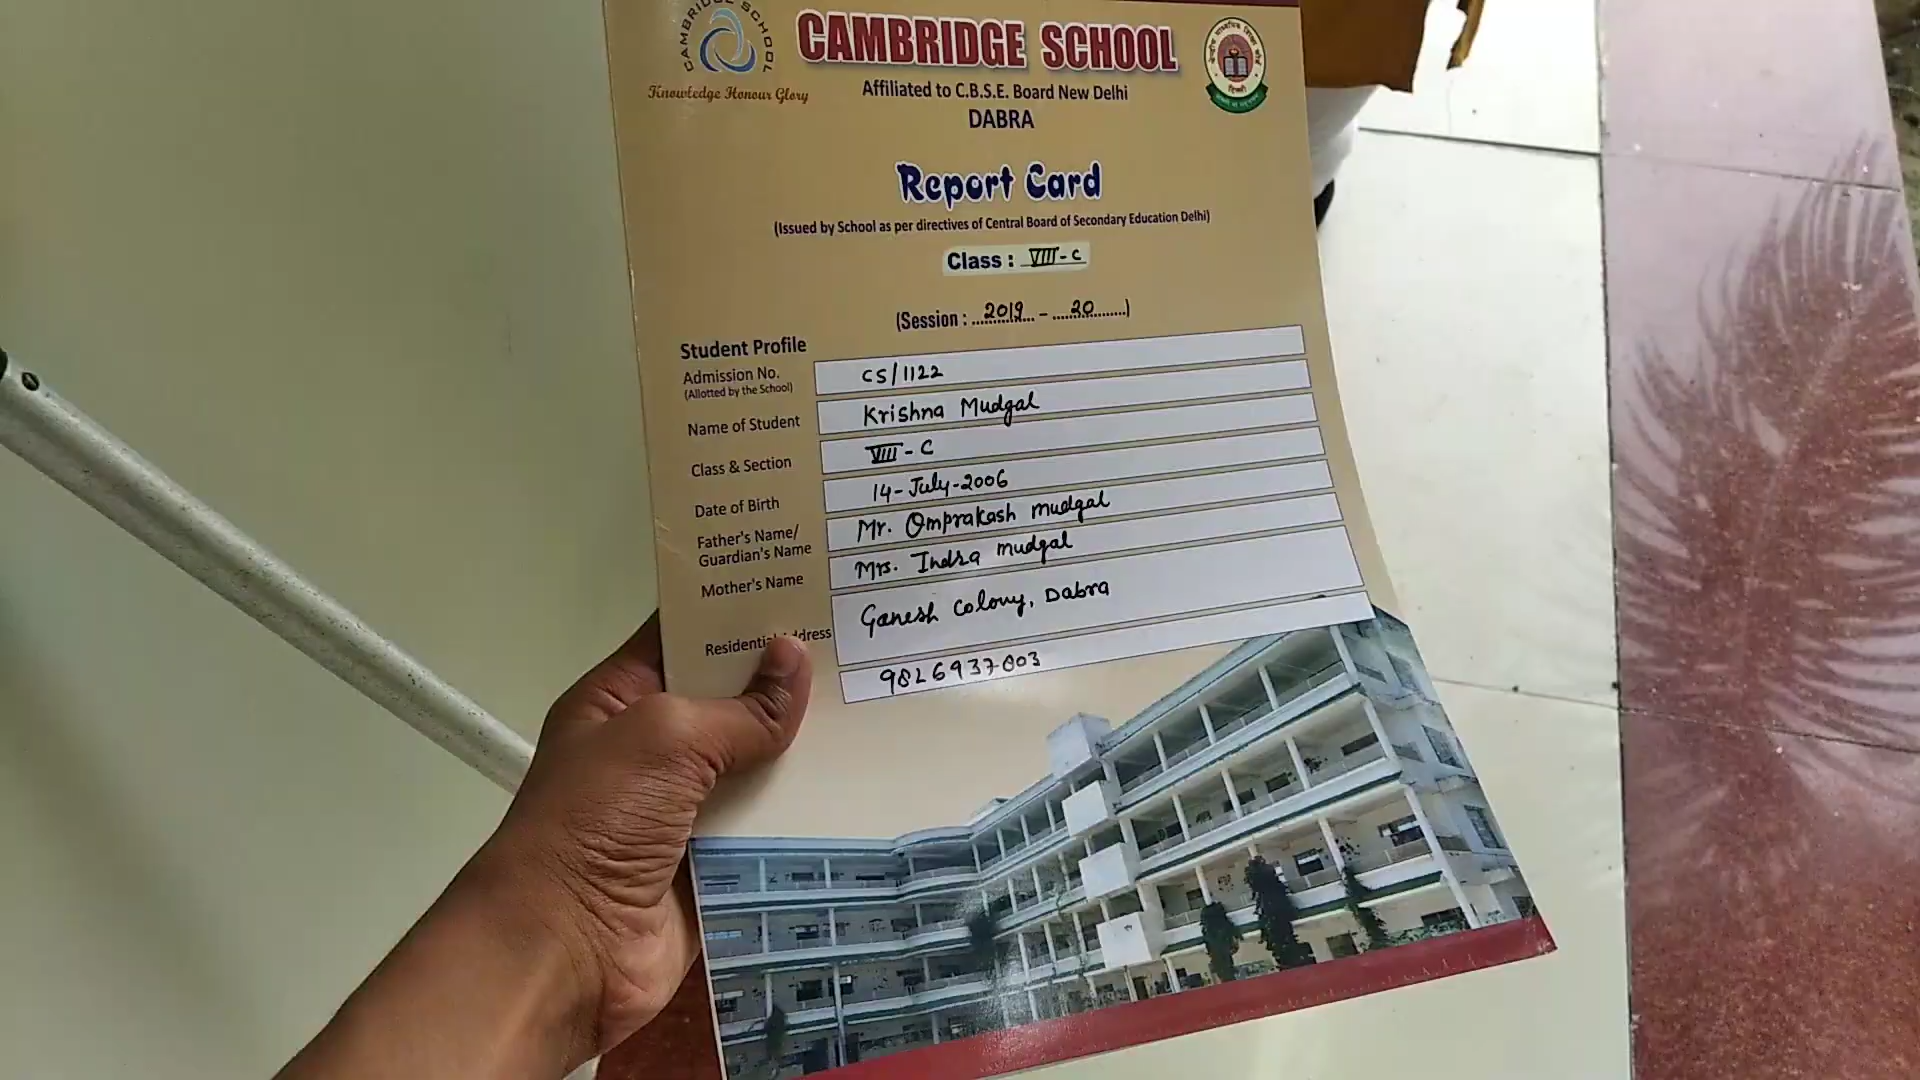 CAMBRIDGE SCHOOL
Knowledge Honour Glory
CAMBRIDGE SCHOOL
Affiliated to C.B.S.E. Board New Delhi
DABRA
Report Card
(Issued by School as per directives of Central Board of Secondary Education Delhi)
Class : VIII - C
(Session : 2019 - 20)
Student Profile
Admission No. CS/1122
(Allotted by the School)
Name of Student Krishna Mudgal
Class & Section VIII - C
Date of Birth 14-July-2006
Father's Name/ Mr. Omprakash mudgal
Guardian's Name
Mother's Name Mrs. Indra mudgal
Residential Address Ganesh Colony, Dabra
9826937003